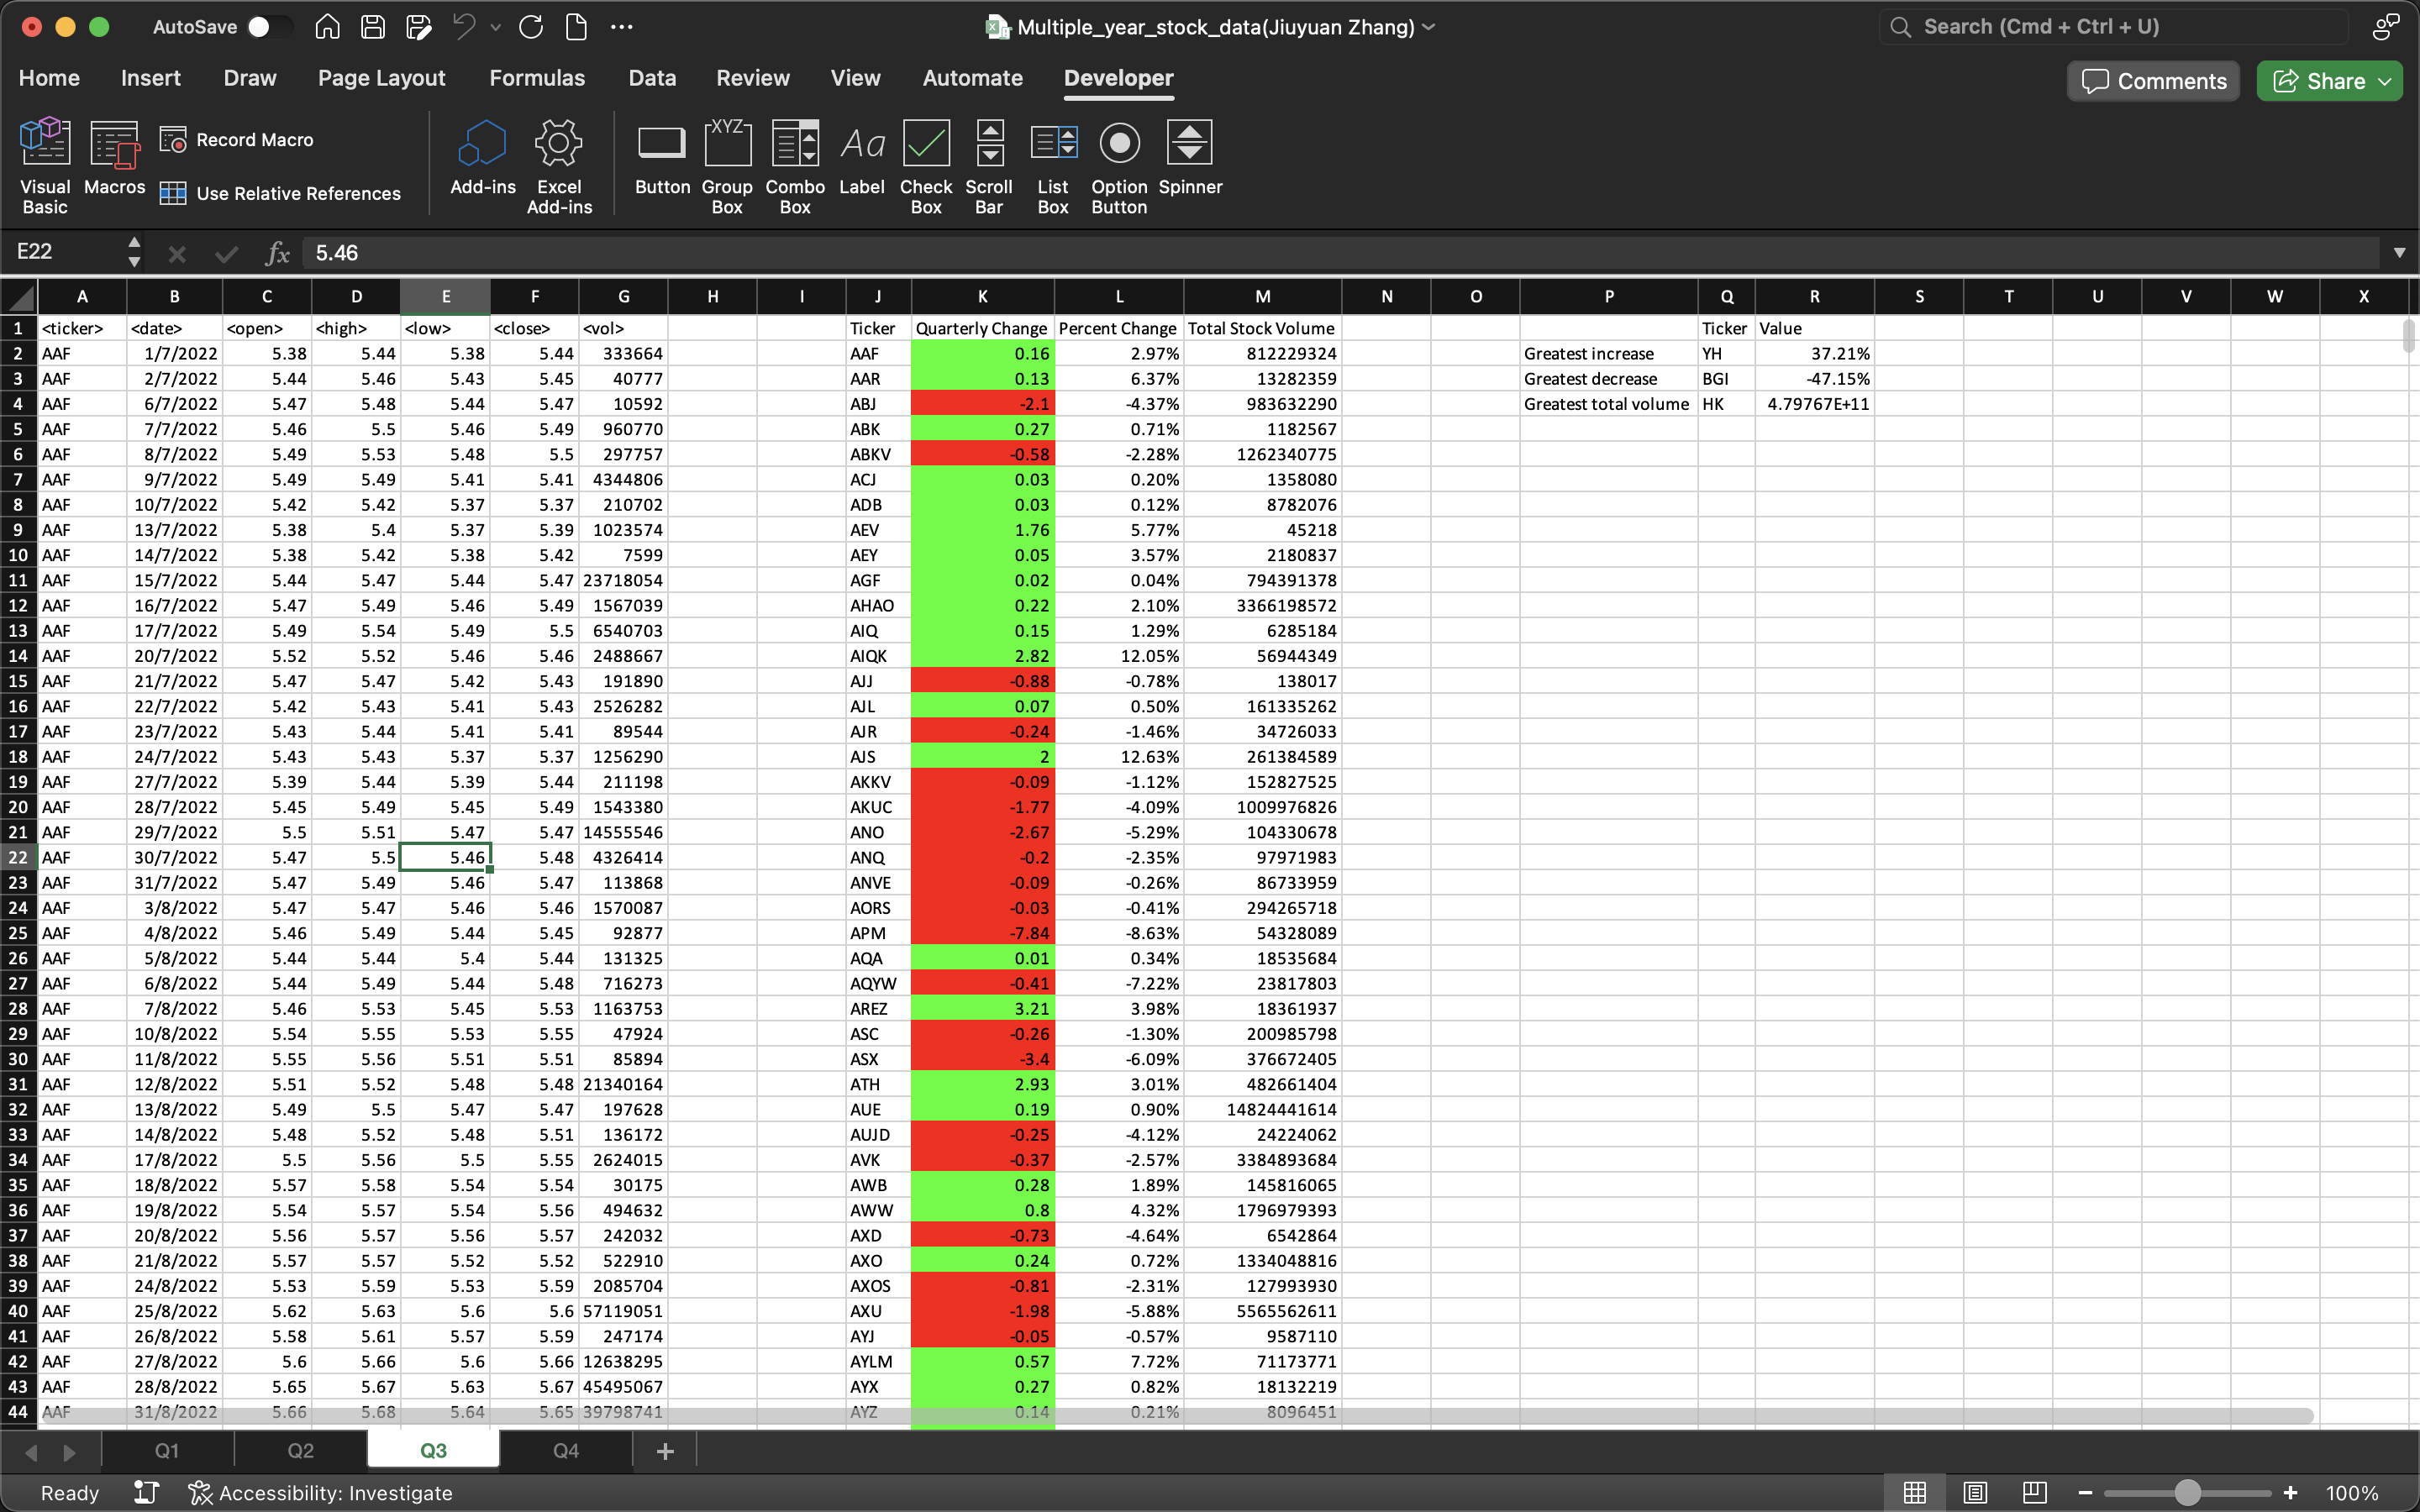 AutoSave Multiple_year_stock_data(Jiuyuan Zhang) Search (Cmd + Ctrl + U)
Home Insert Draw Page Layout Formulas Data Review View Automate Developer Comments Share
Visual Basic Macros Record Macro Use Relative References Add-ins Excel Add-ins Button XYZ Group Box Combo Box Aa Label Check Box Scroll Bar List Box Option Button Spinner
E22 fx 5.46
A B C D E F G H I J K L M N O P Q R S T U V W X
1 <ticker> <date> <open> <high> <low> <close> <vol> Ticker Quarterly Change Percent Change Total Stock Volume Ticker Value
2 AAF 1/7/2022 5.38 5.44 5.38 5.44 333664 AAF 0.16 2.97% 812229324 Greatest increase YH 37.21%
3 AAF 2/7/2022 5.44 5.46 5.43 5.45 40777 AAR 0.13 6.37% 13282359 Greatest decrease BGI -47.15%
4 AAF 6/7/2022 5.47 5.48 5.44 5.47 10592 ABJ -2.1 -4.37% 983632290 Greatest total volume HK 4.79767E+11
5 AAF 7/7/2022 5.46 5.5 5.46 5.49 960770 ABK 0.27 0.71% 1182567
6 AAF 8/7/2022 5.49 5.53 5.48 5.5 297757 ABKV -0.58 -2.28% 1262340775
7 AAF 9/7/2022 5.49 5.49 5.41 5.41 4344806 ACJ 0.03 0.20% 1358080
8 AAF 10/7/2022 5.42 5.42 5.37 5.37 210702 ADB 0.03 0.12% 8782076
9 AAF 13/7/2022 5.38 5.4 5.37 5.39 1023574 AEV 1.76 5.77% 45218
10 AAF 14/7/2022 5.38 5.42 5.38 5.42 7599 AEY 0.05 3.57% 2180837
11 AAF 15/7/2022 5.44 5.47 5.44 5.47 23718054 AGF 0.02 0.04% 794391378
12 AAF 16/7/2022 5.47 5.49 5.46 5.49 1567039 AHAO 0.22 2.10% 3366198572
13 AAF 17/7/2022 5.49 5.54 5.49 5.5 6540703 AIQ 0.15 1.29% 6285184
14 AAF 20/7/2022 5.52 5.52 5.46 5.46 2488667 AIQK 2.82 12.05% 56944349
15 AAF 21/7/2022 5.47 5.47 5.42 5.43 191890 AJJ -0.88 -0.78% 138017
16 AAF 22/7/2022 5.42 5.43 5.41 5.43 2526282 AJL 0.07 0.50% 161335262
17 AAF 23/7/2022 5.43 5.44 5.41 5.41 89544 AJR -0.24 -1.46% 34726033
18 AAF 24/7/2022 5.43 5.43 5.37 5.37 1256290 AJS 2 12.63% 261384589
19 AAF 27/7/2022 5.39 5.44 5.39 5.44 211198 AKKV -0.09 -1.12% 152827525
20 AAF 28/7/2022 5.45 5.49 5.45 5.49 1543380 AKUC -1.77 -4.09% 1009976826
21 AAF 29/7/2022 5.5 5.51 5.47 5.47 14555546 ANO -2.67 -5.29% 104330678
22 AAF 30/7/2022 5.47 5.5 5.46 5.48 4326414 ANQ -0.2 -2.35% 97971983
23 AAF 31/7/2022 5.47 5.49 5.46 5.47 113868 ANVE -0.09 -0.26% 86733959
24 AAF 3/8/2022 5.47 5.47 5.46 5.46 1570087 AORS -0.03 -0.41% 294265718
25 AAF 4/8/2022 5.46 5.49 5.44 5.45 92877 APM -7.84 -8.63% 54328089
26 AAF 5/8/2022 5.44 5.44 5.4 5.44 131325 AQA 0.01 0.34% 18535684
27 AAF 6/8/2022 5.44 5.49 5.44 5.48 716273 AQYW -0.41 -7.22% 23817803
28 AAF 7/8/2022 5.46 5.53 5.45 5.53 1163753 AREZ 3.21 3.98% 18361937
29 AAF 10/8/2022 5.54 5.55 5.53 5.55 47924 ASC -0.26 -1.30% 200985798
30 AAF 11/8/2022 5.55 5.56 5.51 5.51 85894 ASX -3.4 -6.09% 376672405
31 AAF 12/8/2022 5.51 5.52 5.48 5.48 21340164 ATH 2.93 3.01% 482661404
32 AAF 13/8/2022 5.49 5.5 5.47 5.47 197628 AUE 0.19 0.90% 14824441614
33 AAF 14/8/2022 5.48 5.52 5.48 5.51 136172 AUJD -0.25 -4.12% 24224062
34 AAF 17/8/2022 5.5 5.56 5.5 5.55 2624015 AVK -0.37 -2.57% 3384893684
35 AAF 18/8/2022 5.57 5.58 5.54 5.54 30175 AWB 0.28 1.89% 145816065
36 AAF 19/8/2022 5.54 5.57 5.54 5.56 494632 AWW 0.8 4.32% 1796979393
37 AAF 20/8/2022 5.56 5.57 5.56 5.57 242032 AXD -0.73 -4.64% 6542864
38 AAF 21/8/2022 5.57 5.57 5.52 5.52 522910 AXO 0.24 0.72% 1334048816
39 AAF 24/8/2022 5.53 5.59 5.53 5.59 2085704 AXOS -0.81 -2.31% 127993930
40 AAF 25/8/2022 5.62 5.63 5.6 5.6 57119051 AXU -1.98 -5.88% 5565562611
41 AAF 26/8/2022 5.58 5.61 5.57 5.59 247174 AYJ -0.05 -0.57% 9587110
42 AAF 27/8/2022 5.6 5.66 5.6 5.66 12638295 AYLM 0.57 7.72% 71173771
43 AAF 28/8/2022 5.65 5.67 5.63 5.67 45495067 AYX 0.27 0.82% 18132219
44 AAF 31/8/2022 5.66 5.68 5.64 5.65 39798741 AYZ 0.14 0.21% 8096451
Q1 Q2 Q3 Q4 +
Ready Accessibility: Investigate 100%